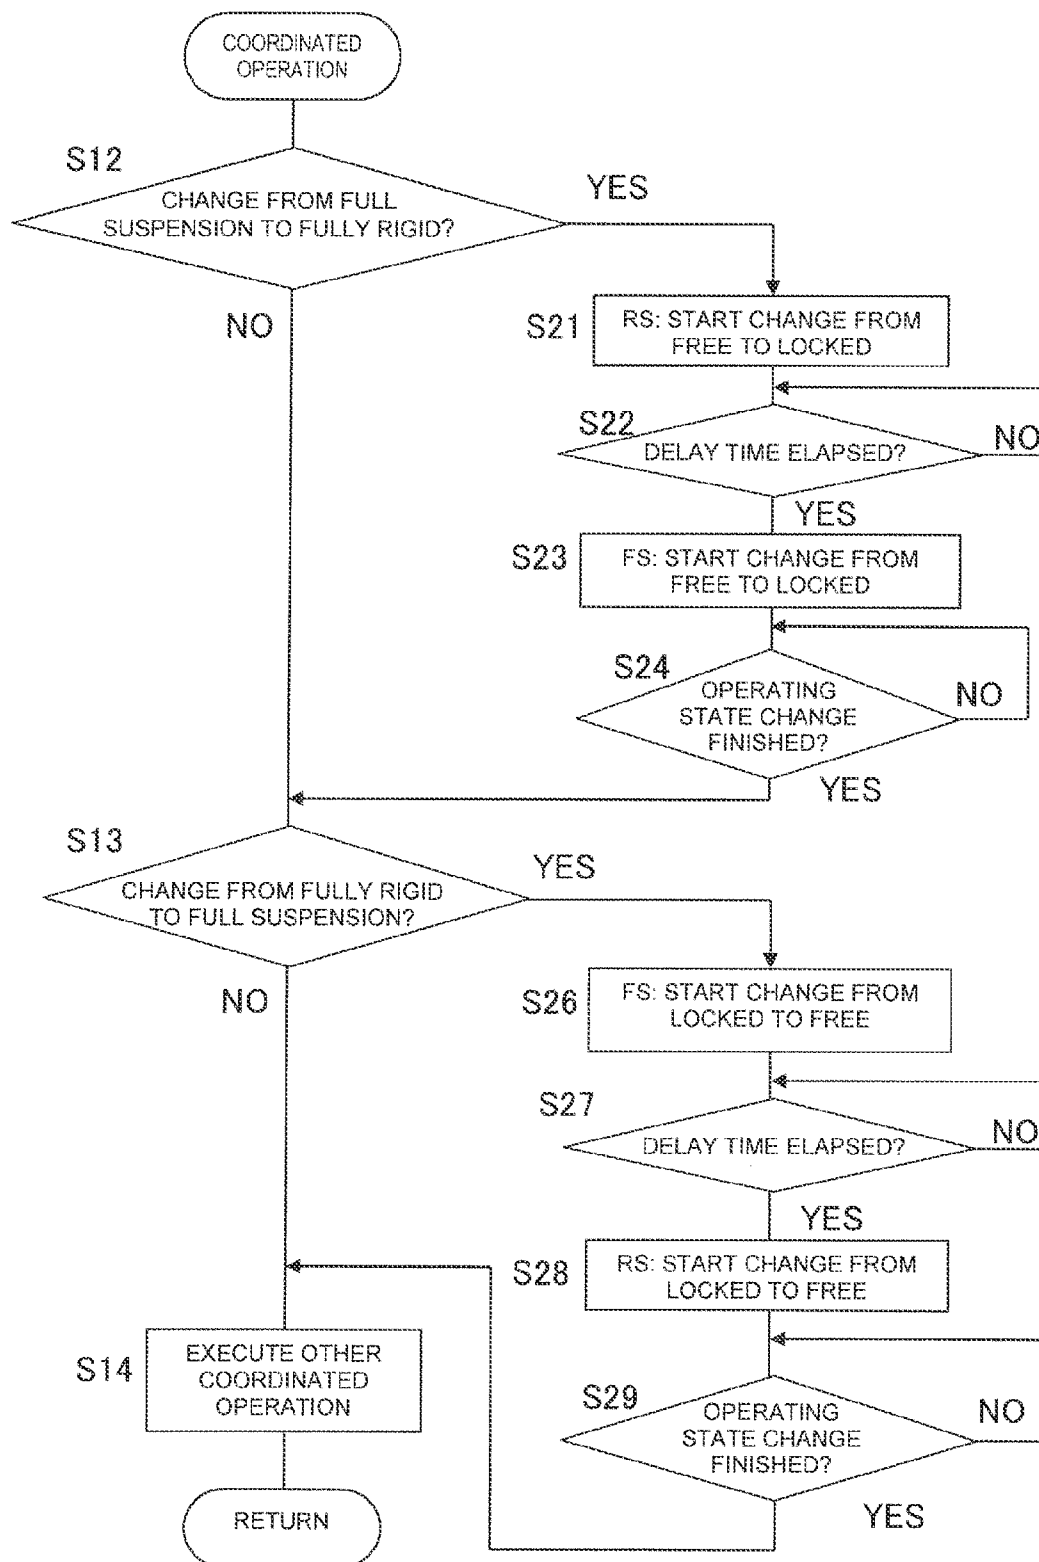 COORDINATED
OPERATION
S12
CHANGE FROM FULL
SUSPENSION TO FULLY RIGID?
YES
NO
S21
RS: START CHANGE FROM
FREE TO LOCKED
S22
DELAY TIME ELAPSED?
NO
YES
S23
FS: START CHANGE FROM
FREE TO LOCKED
S24
OPERATING
STATE CHANGE
FINISHED?
NO
YES
S13
CHANGE FROM FULLY RIGID
TO FULL SUSPENSION?
YES
NO
S26
FS: START CHANGE FROM
LOCKED TO FREE
S27
DELAY TIME ELAPSED?
NO
YES
S28
RS: START CHANGE FROM
LOCKED TO FREE
S29
OPERATING
STATE CHANGE
FINISHED?
NO
YES
S14
EXECUTE OTHER
COORDINATED
OPERATION
RETURN